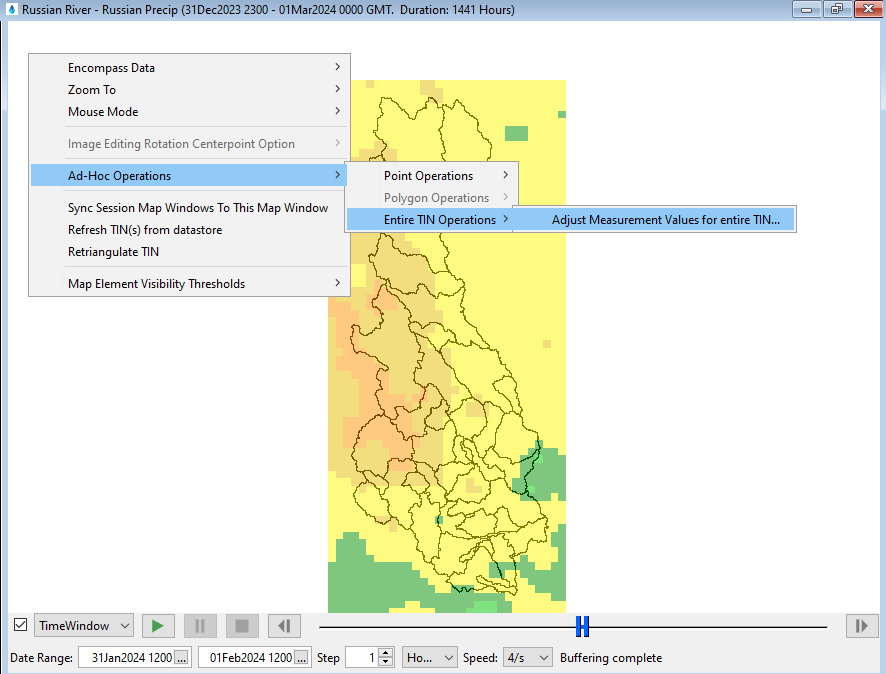 Russian River - Russian Precip (31Dec2023 2300 - 01Mar2024 0000 GMT. Duration: 1441 Hours)
Encompass Data
Zoom To
Mouse Mode
Image Editing Rotation Centerpoint Option
Ad-Hoc Operations
Point Operations
Polygon Operations
Entire TIN Operations
Adjust Measurement Values for entire TIN...
Sync Session Map Windows To This Map Window
Refresh TIN(s) from datastore
Retriangulate TIN
Map Element Visibility Thresholds
TimeWindow
Date Range: 31Jan2024 1200 ... 01Feb2024 1200 ... Step 1 Ho... Speed: 4/s Buffering complete